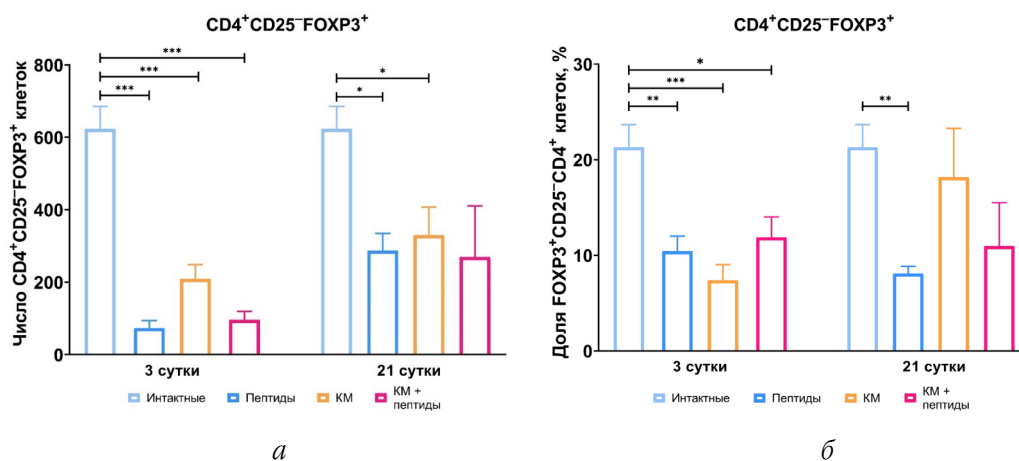 CD4⁺CD25⁻FOXP3⁺
***
***
***
*
*
800
600
400
200
0
Число CD4⁺CD25⁻FOXP3⁺ клеток
3 сутки
21 сутки
Интактные
Пептиды
КМ
КМ +
пептиды
а
CD4⁺CD25⁻FOXP3⁺
*
***
**
**
30
20
10
0
Доля FOXP3⁺CD25⁻CD4⁺ клеток, %
3 сутки
21 сутки
Интактные
Пептиды
КМ
КМ +
пептиды
б